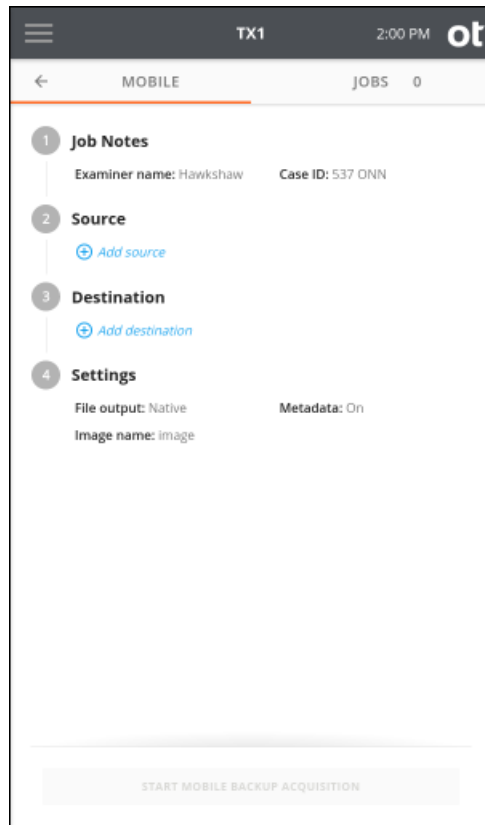 TX1 2:00 PM ot
MOBILE JOBS 0
1 Job Notes
Examiner name: Hawkshaw Case ID: 537 ONN
2 Source
Add source
3 Destination
Add destination
4 Settings
File output: Native Metadata: On
Image name: image
START MOBILE BACKUP ACQUISITION